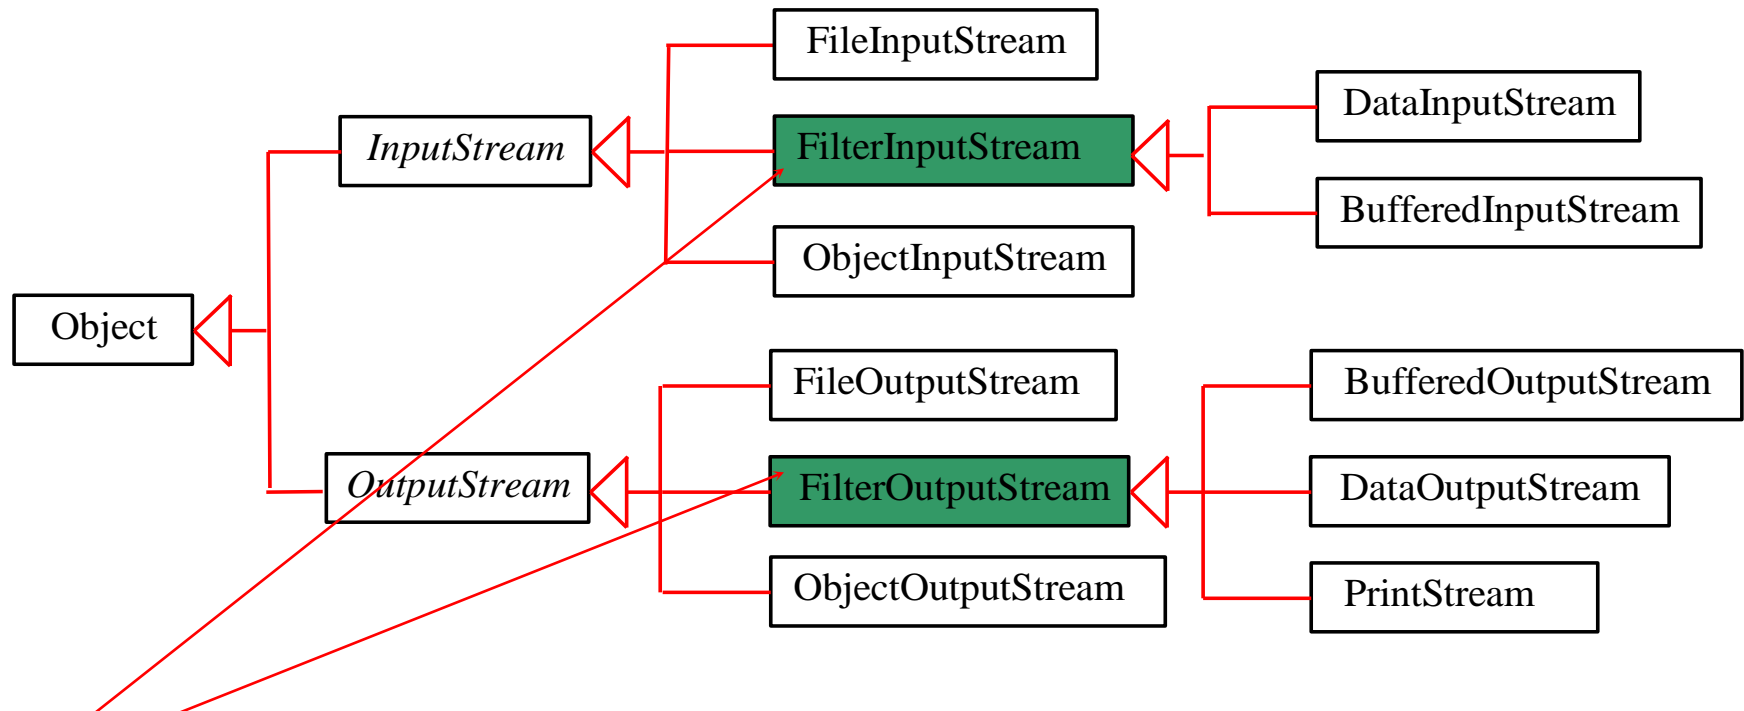 FileInputStream
DataInputStream
InputStream
FilterInputStream
BufferedInputStream
ObjectInputStream
Object
FileOutputStream
BufferedOutputStream
OutputStream
FilterOutputStream
DataOutputStream
ObjectOutputStream
PrintStream